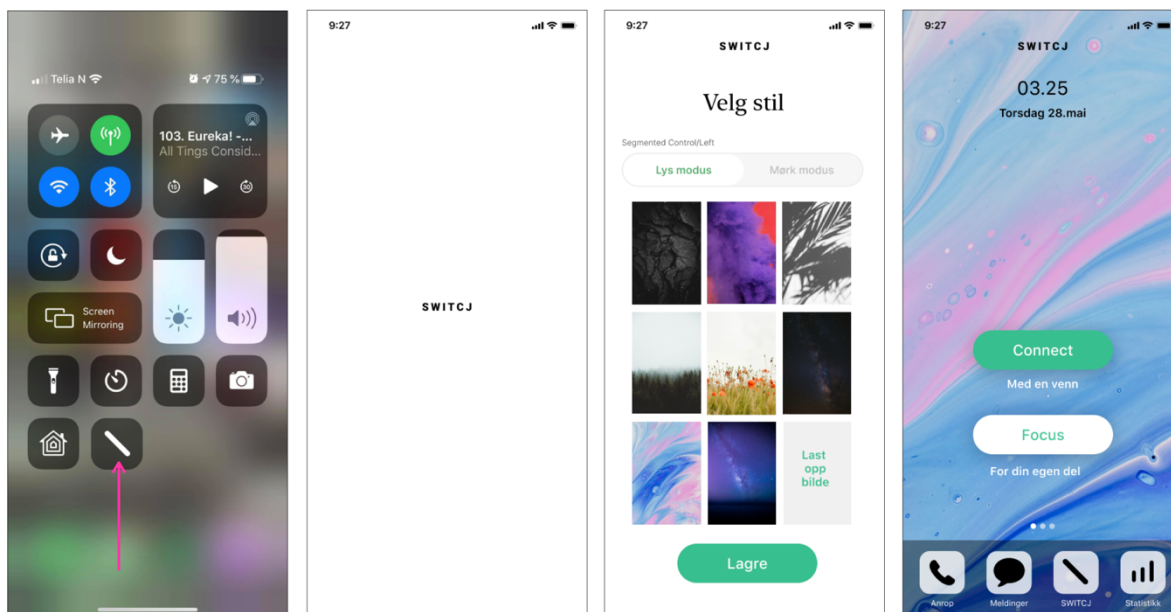 Telia N
75 %
103. Eureka! -...
All Tings Consid...
15
30
Screen
Mirroring
9:27
SWITCJ
9:27
SWITCJ
Velg stil
Segmented Control/Left
Lys modus
Mørk modus
Last
opp
bilde
Lagre
9:27
SWITCJ
03.25
Torsdag 28.mai
Connect
Med en venn
Focus
For din egen del
Anrop
Meldinger
SWITCJ
Statistikk